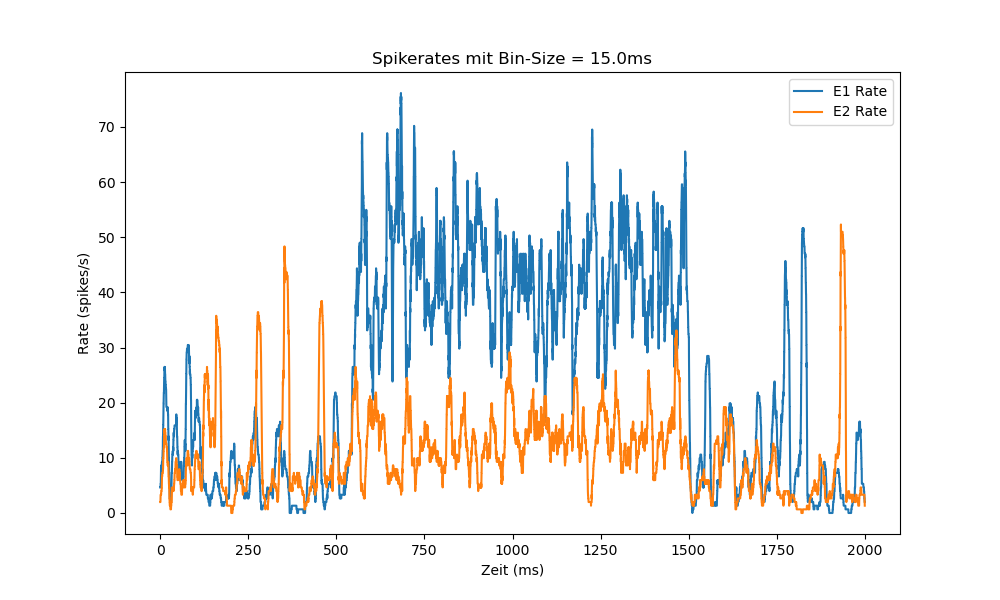 Spikerates mit Bin-Size = 15.0ms
E1 Rate
E2 Rate
Rate (spikes/s)
70
60
50
40
30
20
10
0
0 250 500 750 1000 1250 1500 1750 2000
Zeit (ms)